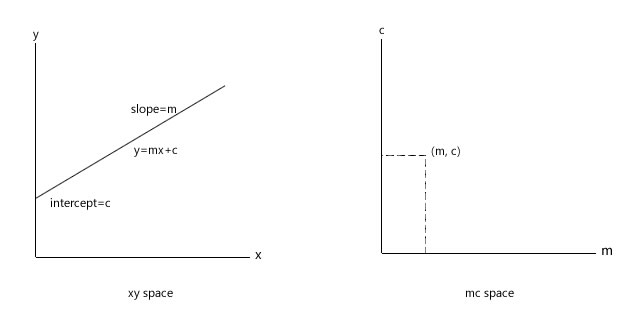 y
slope=m
y=mx+c
intercept=c
x
xy space
c
(m, c)
m
mc space